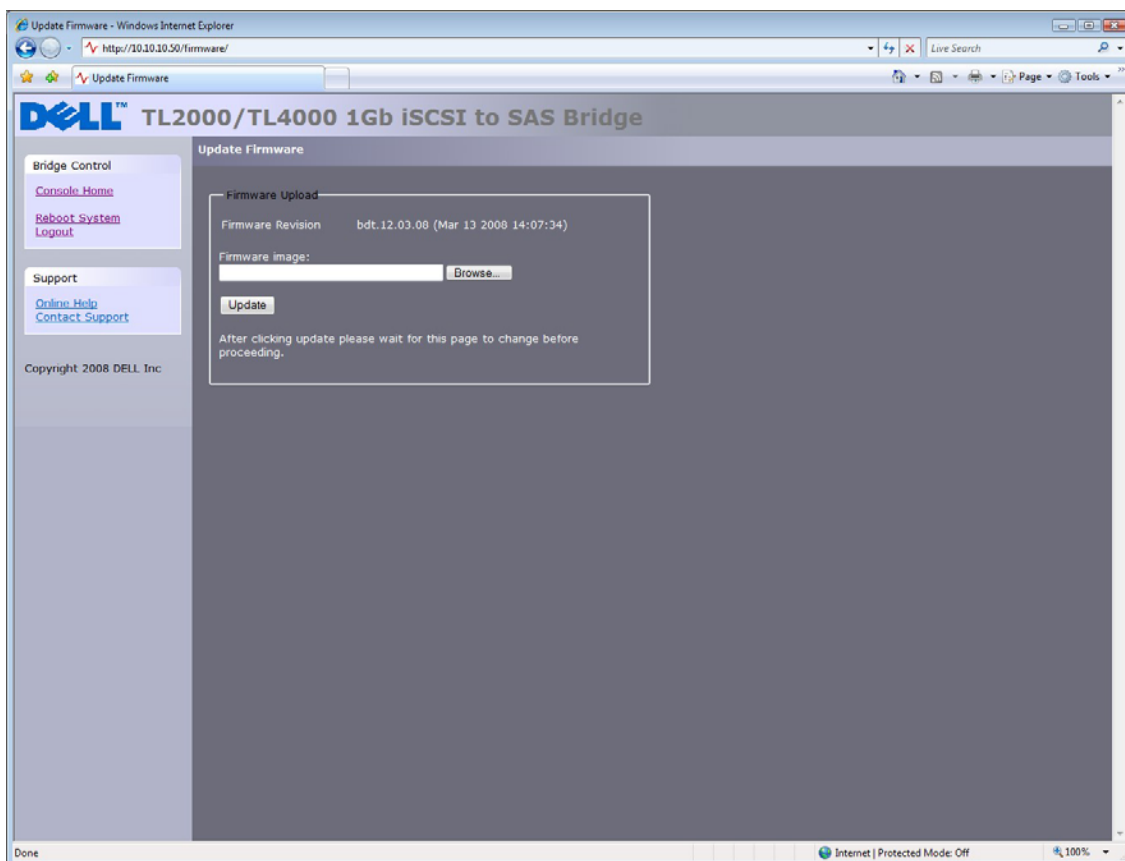 Update Firmware - Windows Internet Explorer
http://10.10.10.50/firmware/
Live Search
Update Firmware
Page
Tools
DELL™ TL2000/TL4000 1Gb iSCSI to SAS Bridge
Update Firmware
Bridge Control
Console Home
Reboot System
Logout
Support
Online Help
Contact Support
Copyright 2008 DELL Inc
Firmware Upload
Firmware Revision bdt.12.03.08 (Mar 13 2008 14:07:34)
Firmware image:
Browse...
Update
After clicking update please wait for this page to change before
proceeding.
Done
Internet | Protected Mode: Off
100%